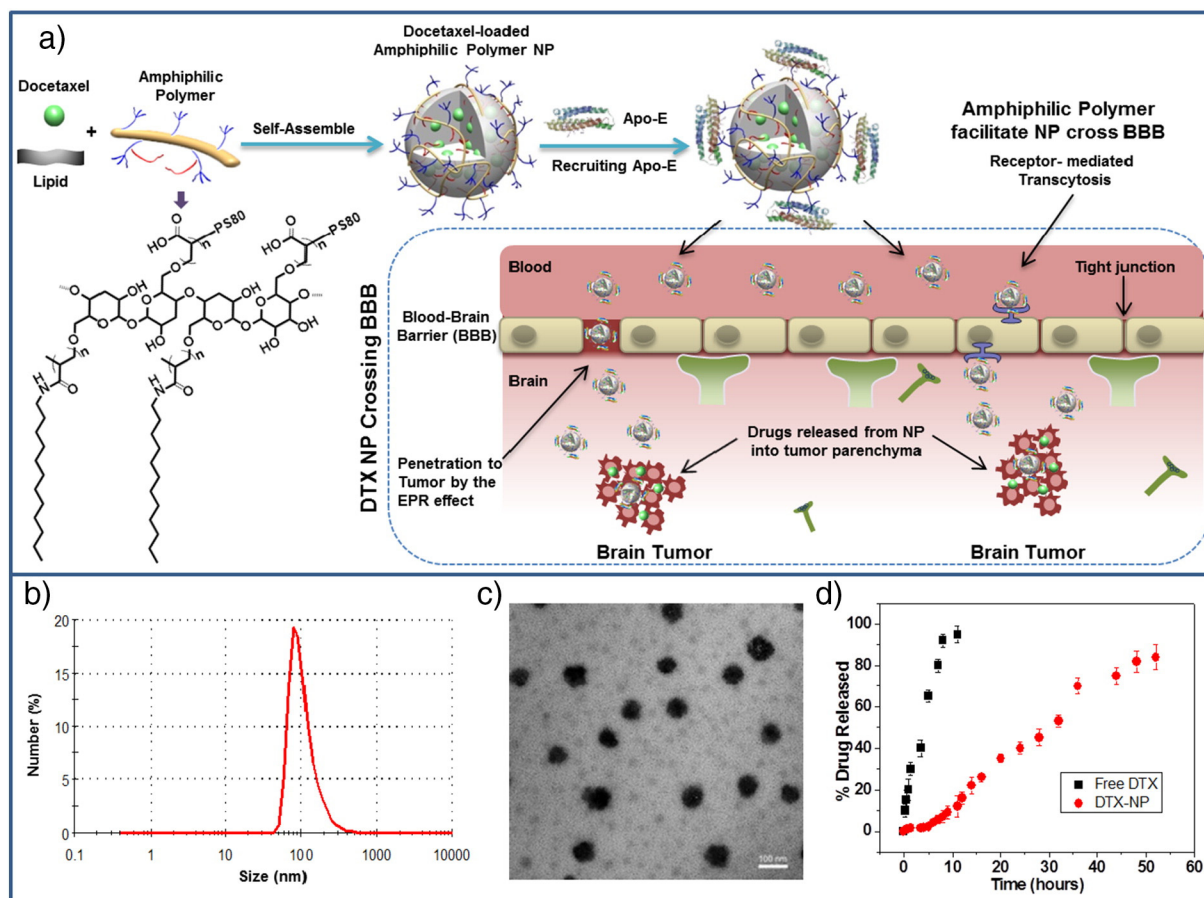 a)
Docetaxel
+
Lipid
Amphiphilic
Polymer
Self-Assemble
Docetaxel-loaded
Amphiphilic Polymer NP
Apo-E
Recruiting Apo-E
Amphiphilic Polymer
facilitate NP cross BBB
Receptor- mediated
Transcytosis
O
HO
n
PS80
O
HO
n
PS80
O
O
OH
O
O
HO
O
O
OH
O
O
HO
O
OH
O
O
HO
n
O
N
H
n
O
N
H
DTX NP Crossing BBB
Blood
Tight junction
Blood-Brain
Barrier (BBB)
Brain
Penetration to
Tumor by the
EPR effect
Drugs released from NP
into tumor parenchyma
Brain Tumor
Brain Tumor
b)
Number (%)
20
15
10
5
0
0.1 1 10 100 1000 10000
Size (nm)
c)
100 nm
d)
% Drug Released
100
80
60
40
20
0
Free DTX
DTX-NP
0 10 20 30 40 50 60
Time (hours)